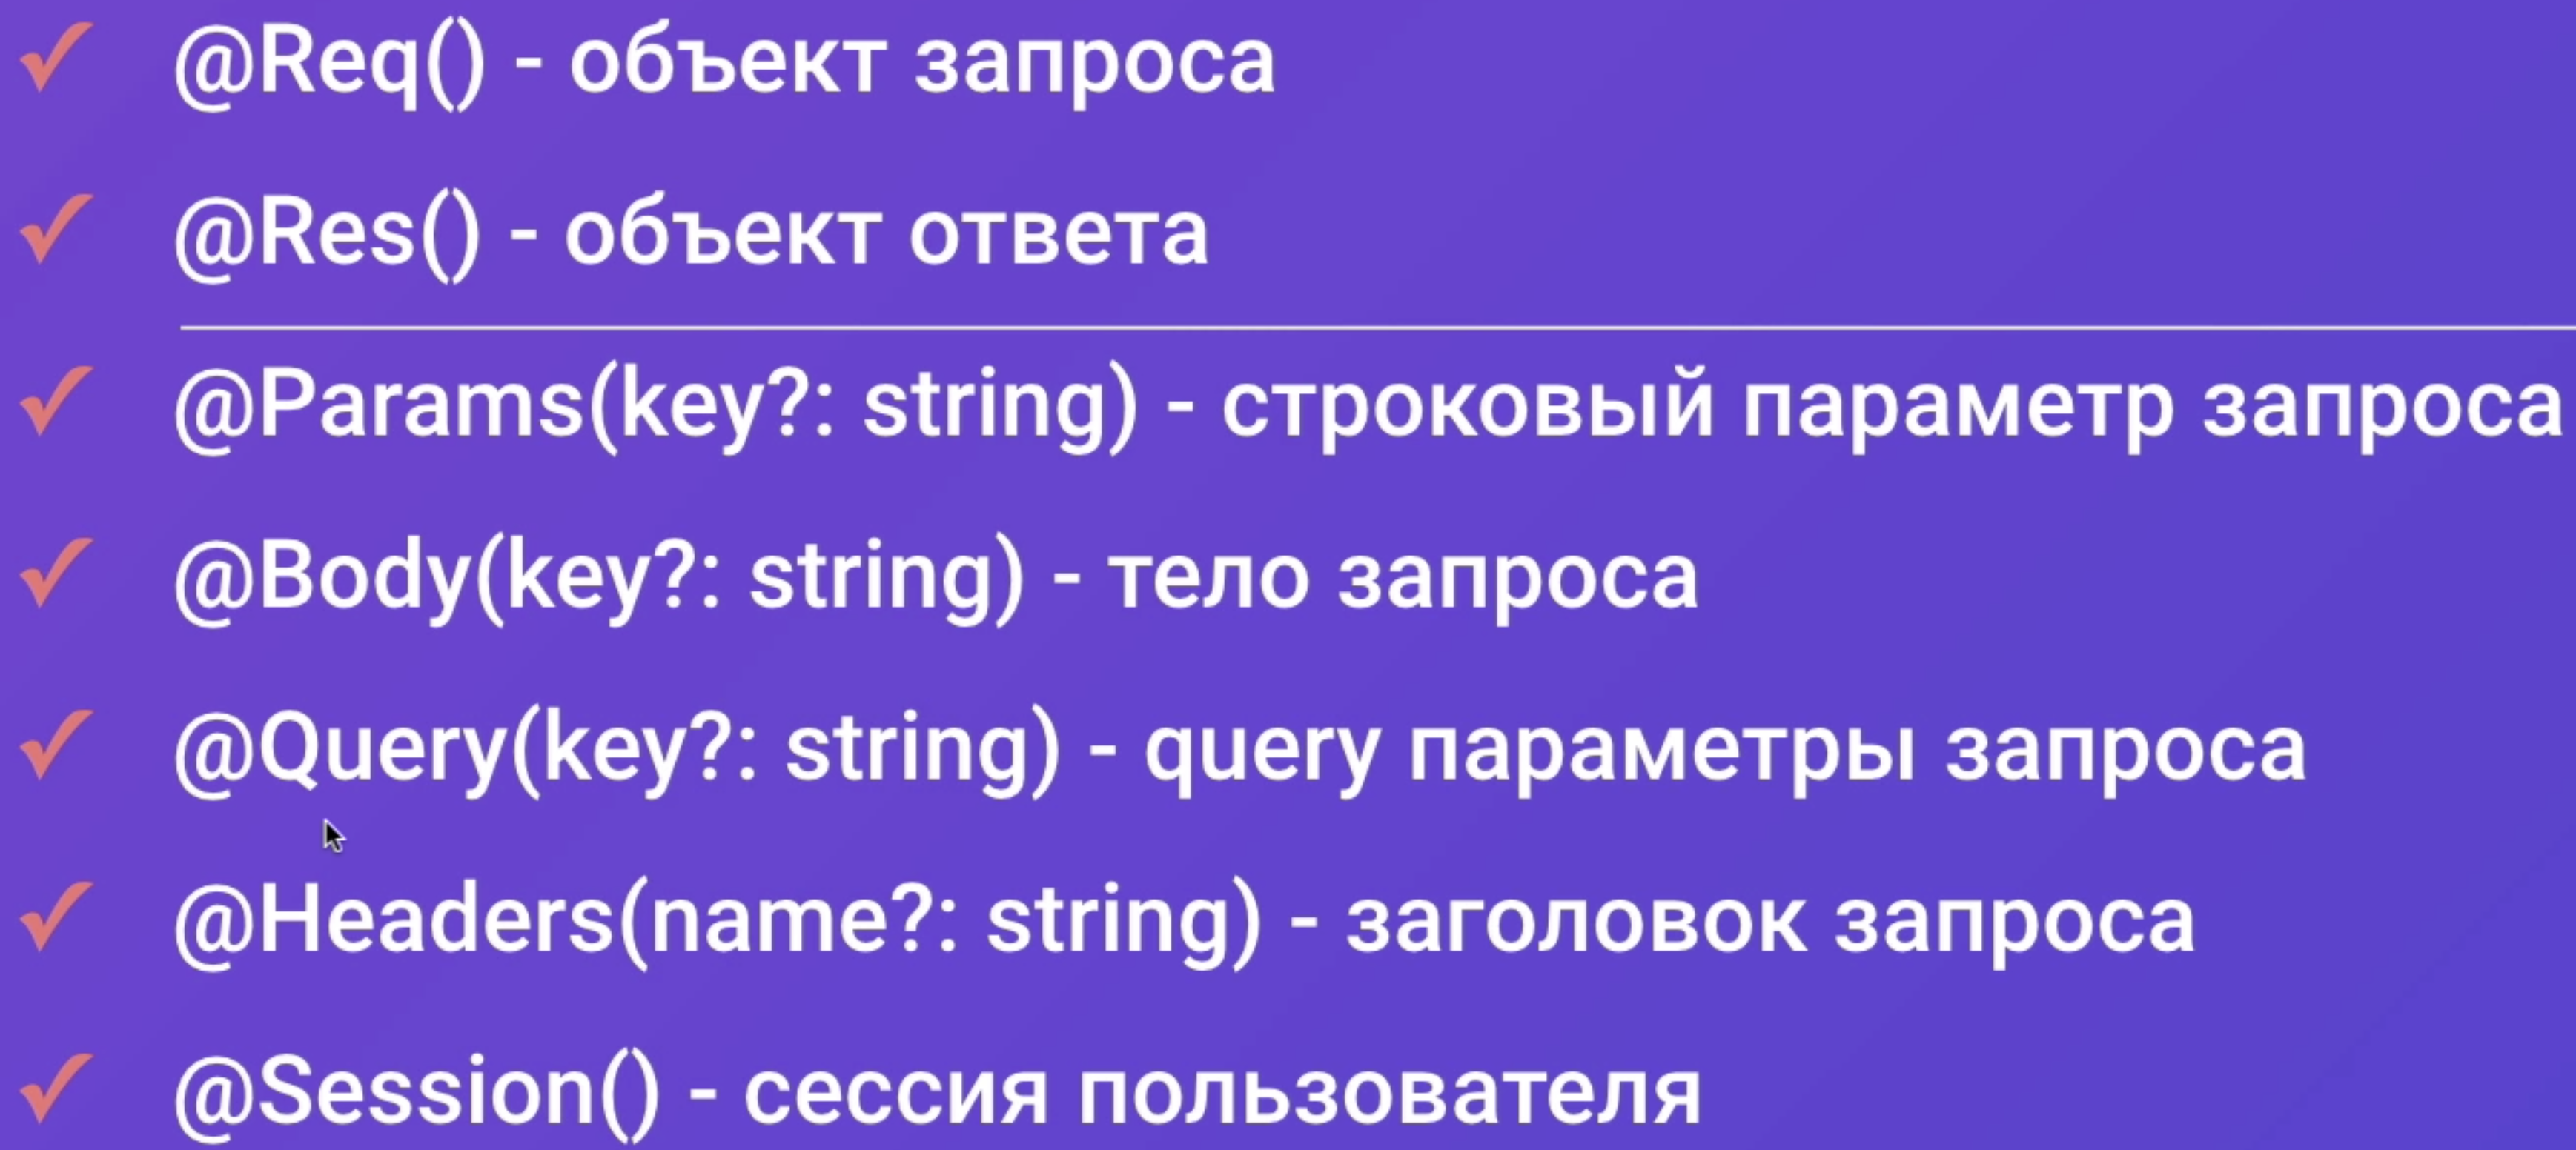 @Req() - объект запроса
@Res() - объект ответа
@Params(key?: string) - строковый параметр запроса
@Body(key?: string) - тело запроса
@Query(key?: string) - query параметры запроса
@Headers(name?: string) - заголовок запроса
@Session() - сессия пользователя